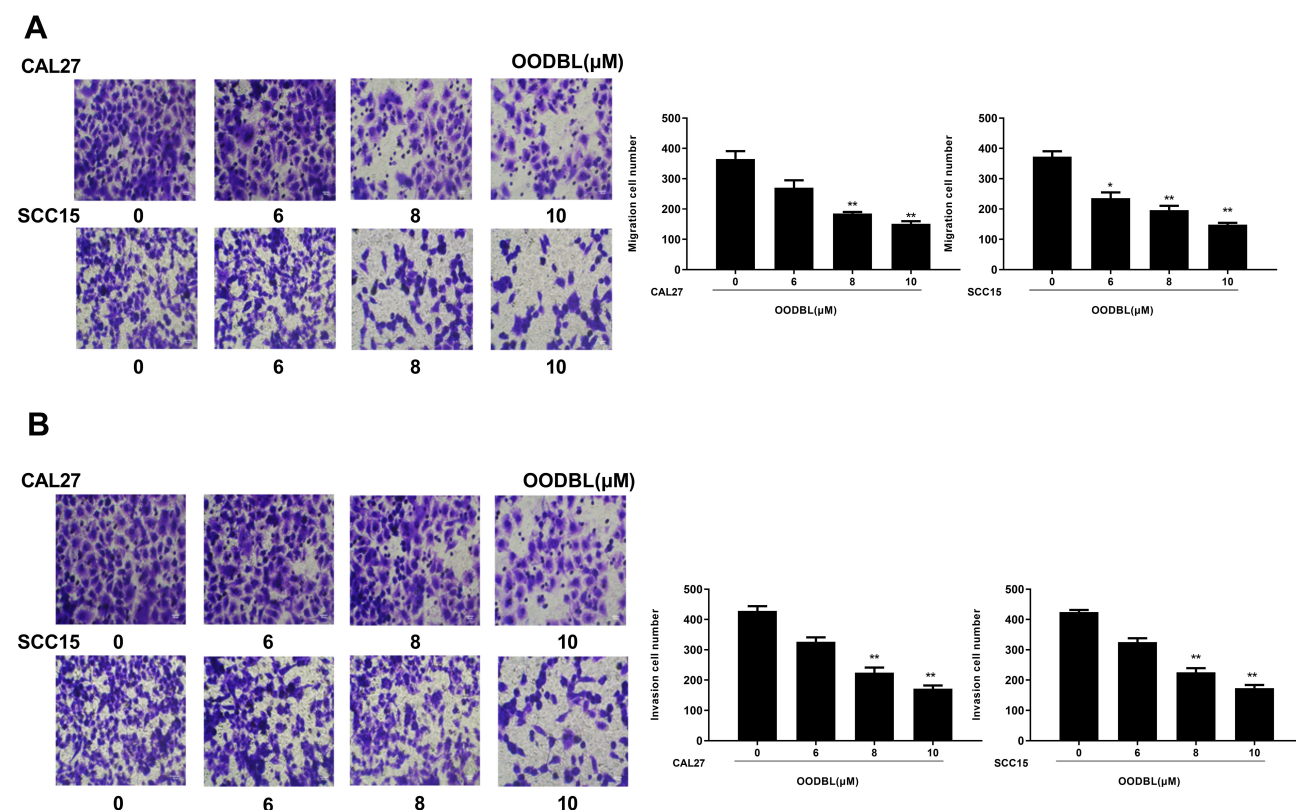 A
CAL27 OODBL(µM)
SCC15 0 6 8 10
0 6 8 10
Migration cell number
500
400
300
200
100
0
** **
0 6 8 10
CAL27
OODBL(µM)
Migration cell number
500
400
300
200
100
0
* ** **
0 6 8 10
SCC15
OODBL(µM)
B
CAL27 OODBL(µM)
SCC15 0 6 8 10
0 6 8 10
Invasion cell number
500
400
300
200
100
0
** **
0 6 8 10
CAL27
OODBL(µM)
Invasion cell number
500
400
300
200
100
0
** **
0 6 8 10
SCC15
OODBL(µM)